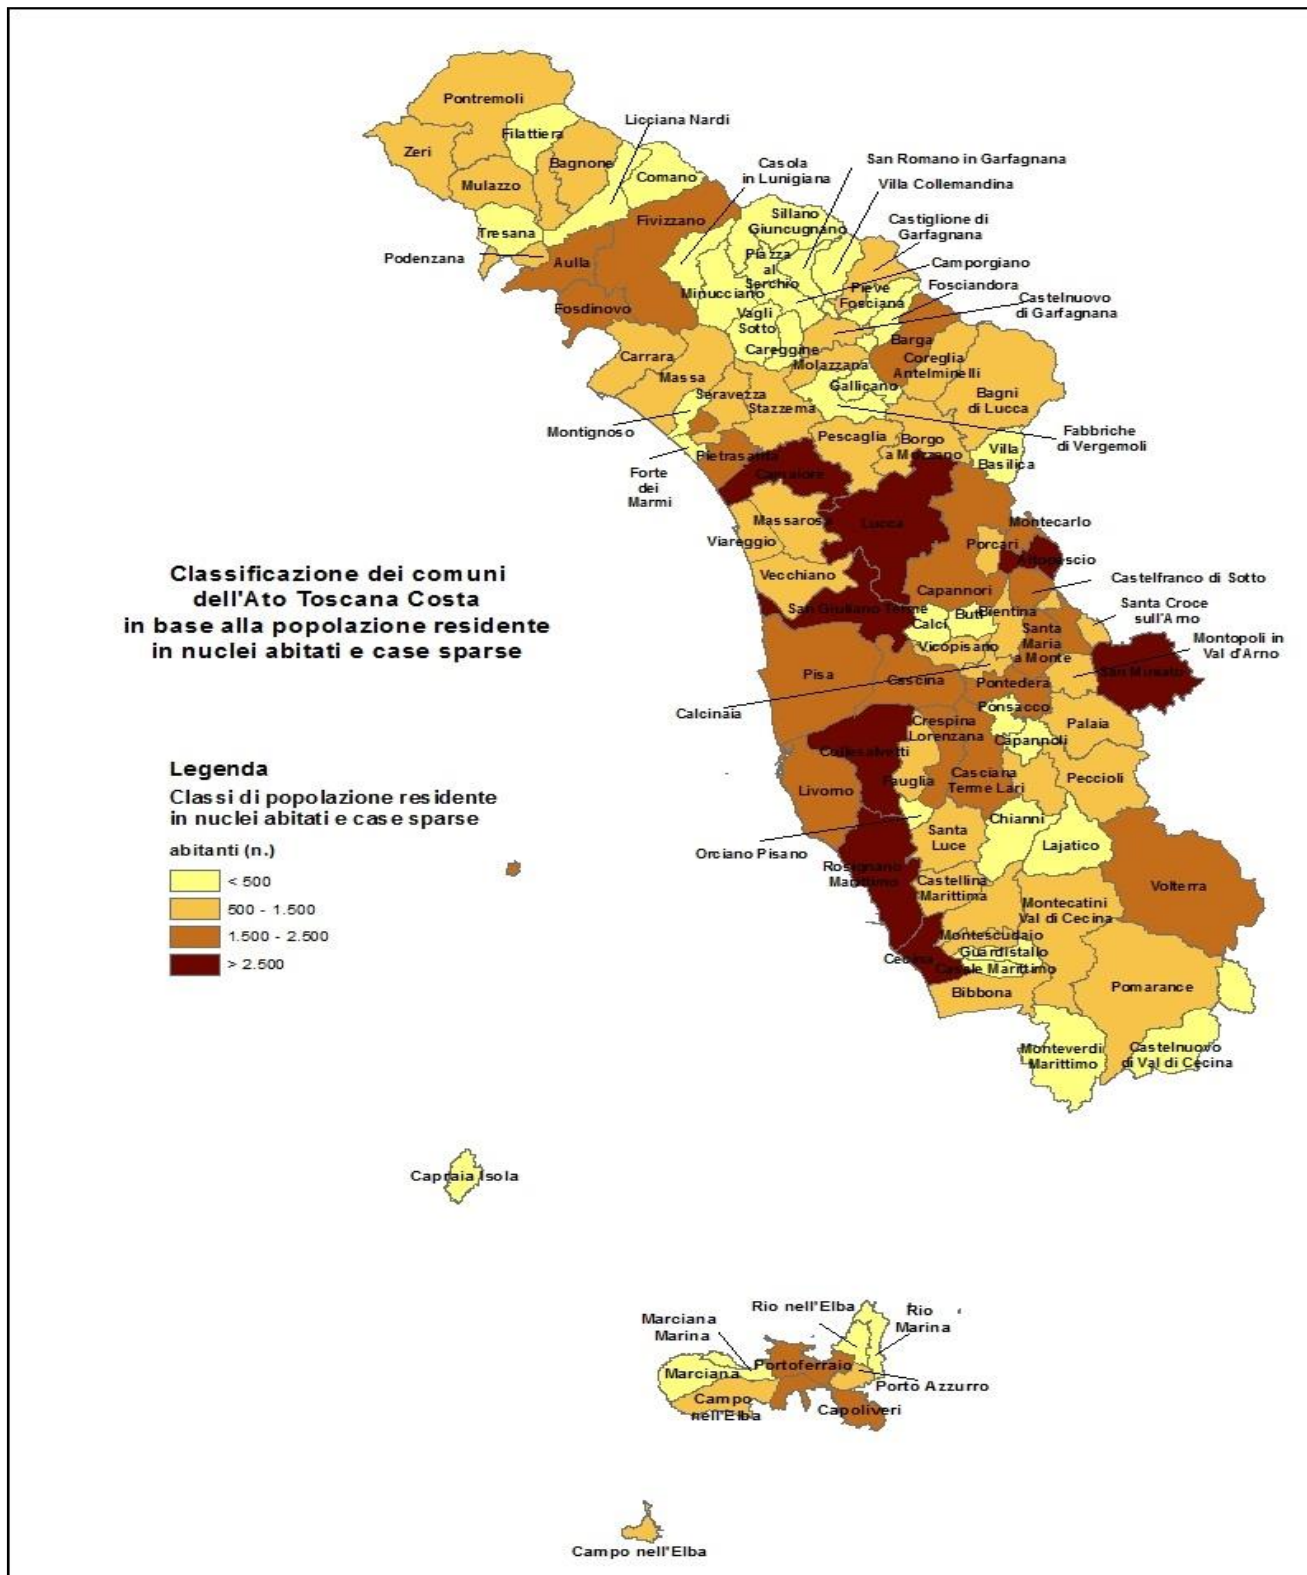 Pontremoli
Filattiera
Licciana Nardi
Zeri
Bagnone
Casola
in Lunigiana
San Romano in Garfagnana
Mulazzo
Comano
Villa Collemandina
Tresana
Fivizzano
Sillano
Giuncugnano
Castiglione di
Garfagnana
Podenzana
Aulla
Piazza
al
Serchio
Camporgiano
Minucciano
Pieve
Fosciana
Fosciandora
Fosdinovo
Vagli
Sotto
Castelnuovo
di Garfagnana
Carrara
Careggine
Barga
Massa
Molazzana
Coreglia
Antelminelli
Seravezza
Gallicano
Bagni
di Lucca
Stazzema
Montignoso
Pescaglia
Borgo
a Mozzano
Fabbriche
di Vergemoli
Villa
Basilica
Pietrasanta
Forte
dei
Marmi
Camaiore
Massarosa
Lucca
Montecarlo
Viareggio
Porcari
Altopascio
Vecchiano
Capannori
Castelfranco di Sotto
San Giuliano Terme
Calci
Buti
Bientina
Santa Croce
sull'Arno
Vicopisano
Santa
Maria
a Monte
Montopoli in
Val d'Arno
Pisa
Cascina
Pontedera
San Miniato
Calcinaia
Ponsacco
Crespina
Lorenzana
Palaia
Collesalvetti
Capannoli
Livorno
Fauglia
Casciana
Terme Lari
Peccioli
Orciano Pisano
Santa
Luce
Chianni
Lajatico
Rosignano
Marittimo
Castellina
Marittima
Volterra
Montecatini
Val di Cecina
Montescudaio
Cecina
Guardistallo
Casale Marittimo
Bibbona
Pomarance
Monteverdi
Marittimo
Castelnuovo
di Val di Cecina
Classificazione dei comuni
dell'Ato Toscana Costa
in base alla popolazione residente
in nuclei abitati e case sparse
Legenda
Classi di popolazione residente
in nuclei abitati e case sparse
abitanti (n.)
< 500
500 - 1.500
1.500 - 2.500
> 2.500
Capraia Isola
Rio nell'Elba
Rio
Marina
Marciana
Marina
Marciana
Portoferraio
Porto Azzurro
Campo
nell'Elba
Capoliveri
Campo nell'Elba